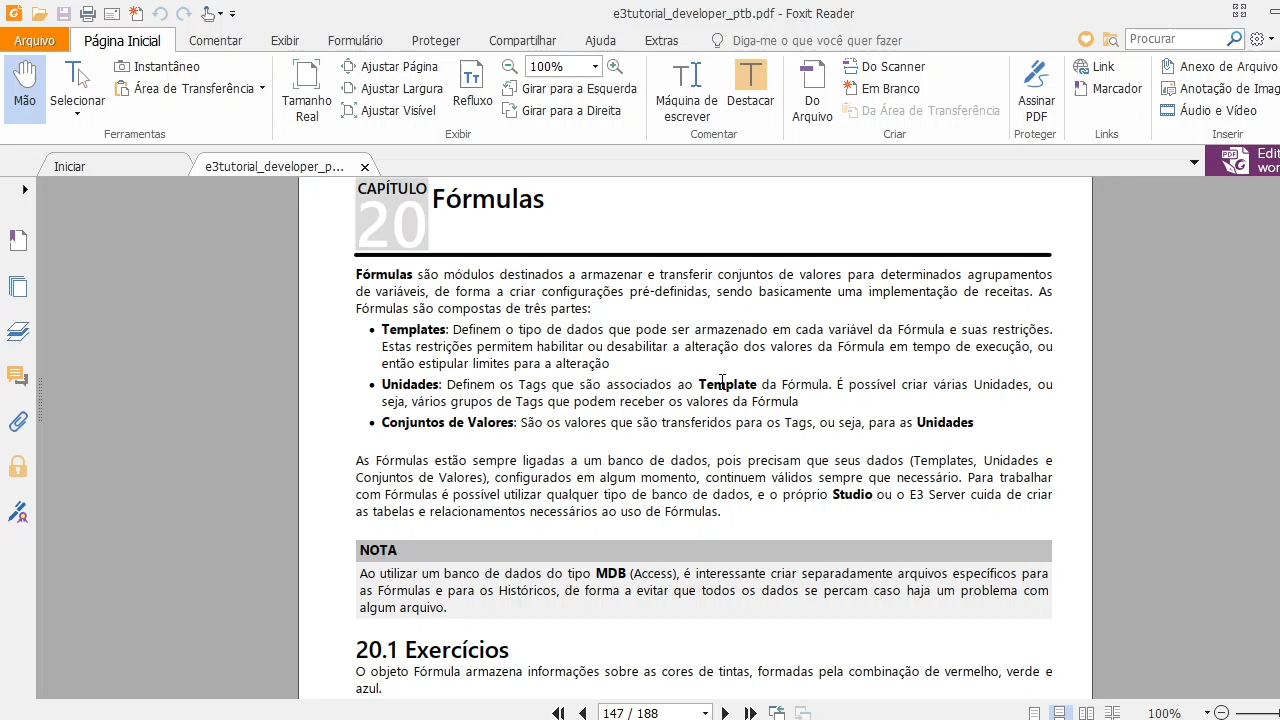 e3tutorial_developer_ptb.pdf - Foxit Reader
Arquivo Página Inicial Comentar Exibir Formulário Proteger Compartilhar Ajuda Extras Diga-me o que você quer fazer Procurar
Mão
Selecionar
Instantâneo
Área de Transferência
Ferramentas
Tamanho
Real
Ajustar Página
Ajustar Largura
Ajustar Visível
Refluxo
100%
Girar para a Esquerda
Girar para a Direita
Exibir
Máquina de
escrever
Destacar
Comentar
Do
Arquivo
Do Scanner
Em Branco
Da Área de Transferência
Criar
Assinar
PDF
Proteger
Link
Marcador
Links
Anexo de Arquivo
Anotação de Imag
Áudio e Vídeo
Inserir
Iniciar
e3tutorial_developer_p...
PDF
Edit
wor
CAPÍTULO
20
Fórmulas
Fórmulas são módulos destinados a armazenar e transferir conjuntos de valores para determinados agrupamentos
de variáveis, de forma a criar configurações pré-definidas, sendo basicamente uma implementação de receitas. As
Fórmulas são compostas de três partes:
• Templates: Definem o tipo de dados que pode ser armazenado em cada variável da Fórmula e suas restrições.
Estas restrições permitem habilitar ou desabilitar a alteração dos valores da Fórmula em tempo de execução, ou
então estipular limites para a alteração
• Unidades: Definem os Tags que são associados ao Template da Fórmula. É possível criar várias Unidades, ou
seja, vários grupos de Tags que podem receber os valores da Fórmula
• Conjuntos de Valores: São os valores que são transferidos para os Tags, ou seja, para as Unidades
As Fórmulas estão sempre ligadas a um banco de dados, pois precisam que seus dados (Templates, Unidades e
Conjuntos de Valores), configurados em algum momento, continuem válidos sempre que necessário. Para trabalhar
com Fórmulas é possível utilizar qualquer tipo de banco de dados, e o próprio Studio ou o E3 Server cuida de criar
as tabelas e relacionamentos necessários ao uso de Fórmulas.
NOTA
Ao utilizar um banco de dados do tipo MDB (Access), é interessante criar separadamente arquivos específicos para
as Fórmulas e para os Históricos, de forma a evitar que todos os dados se percam caso haja um problema com
algum arquivo.
20.1 Exercícios
O objeto Fórmula armazena informações sobre as cores de tintas, formadas pela combinação de vermelho, verde e
azul.
147 / 188
100%